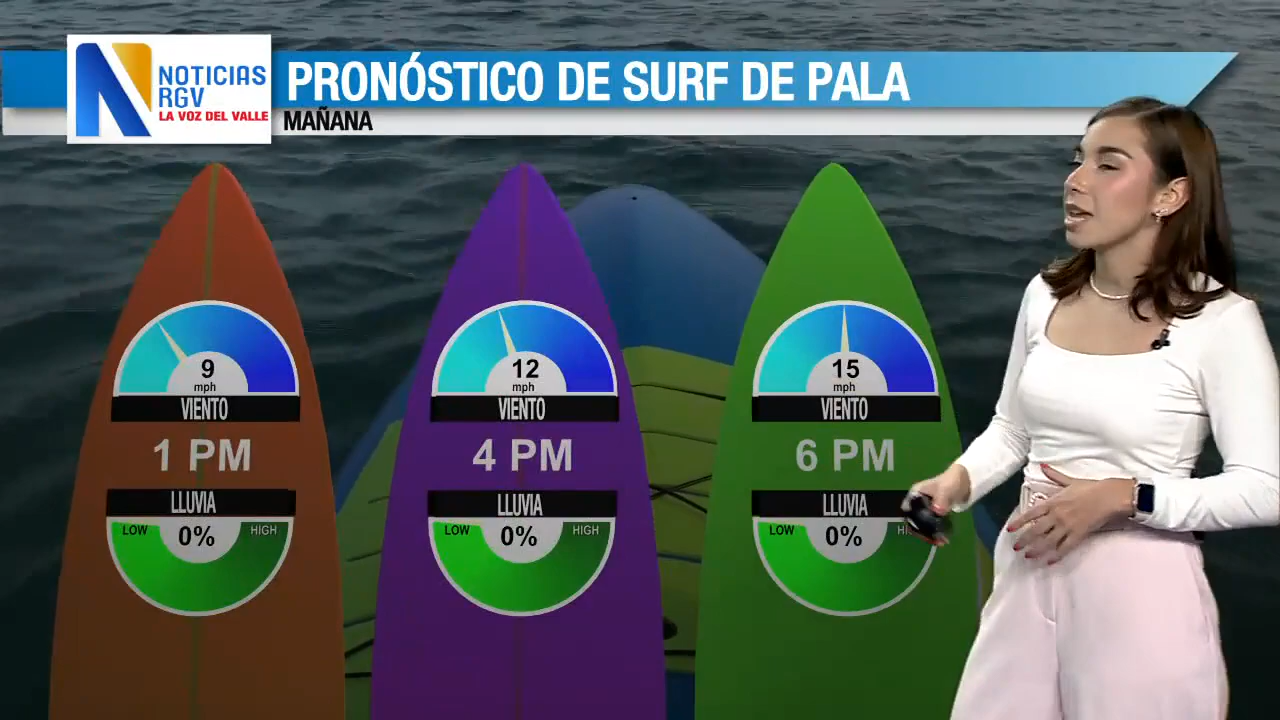 NOTICIAS
RGV
LA VOZ DEL VALLE
PRONÓSTICO DE SURF DE PALA
MAÑANA
9
mph
VIENTO
1 PM
LLUVIA
LOW
0%
HIGH
12
mph
VIENTO
4 PM
LLUVIA
LOW
0%
HIGH
15
mph
VIENTO
6 PM
LLUVIA
LOW
0%